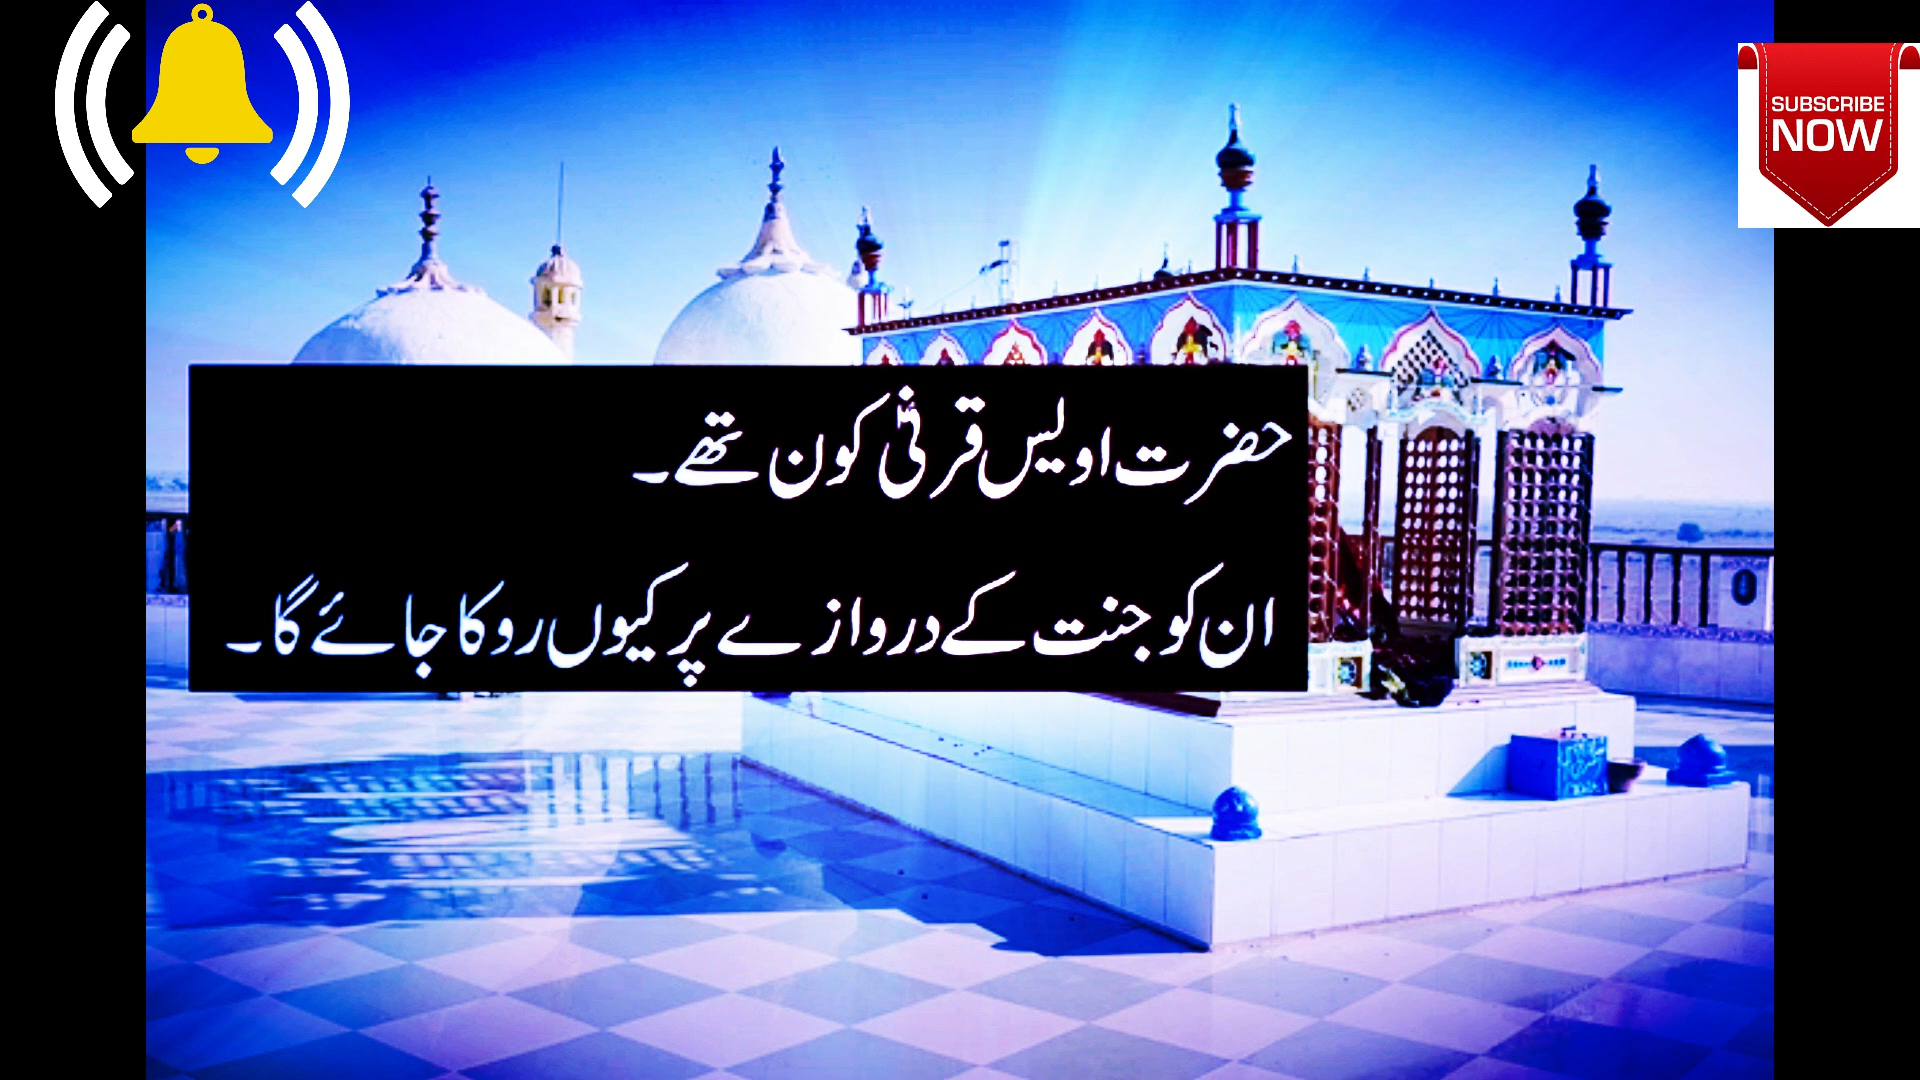 SUBSCRIBE
NOW
حضرت اویس قرنیؓ کون تھے۔
ان کو جنت کے دروازے پر کیوں روکا جائے گا۔